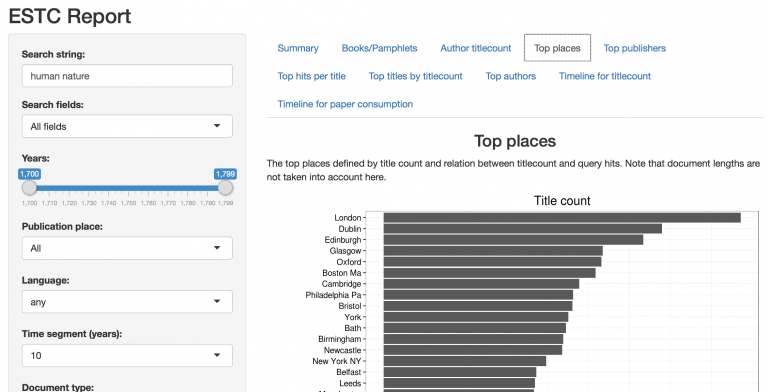 ESTC Report
Search string:
human nature
Search fields:
All fields
Years:
1,700 1,799
1,700 1,710 1,720 1,730 1,740 1,750 1,760 1,770 1,780 1,790 1,799
Publication place:
All
Language:
any
Time segment (years):
10
Document type:
Summary Books/Pamphlets Author titlecount Top places Top publishers
Top hits per title Top titles by titlecount Top authors Timeline for titlecount
Timeline for paper consumption
Top places
The top places defined by title count and relation between titlecount and query hits. Note that document lengths are
not taken into account here.
Title count
London
Dublin
Edinburgh
Glasgow
Oxford
Boston Ma
Cambridge
Philadelphia Pa
Bristol
York
Bath
Birmingham
Newcastle
New York NY
Belfast
Leeds